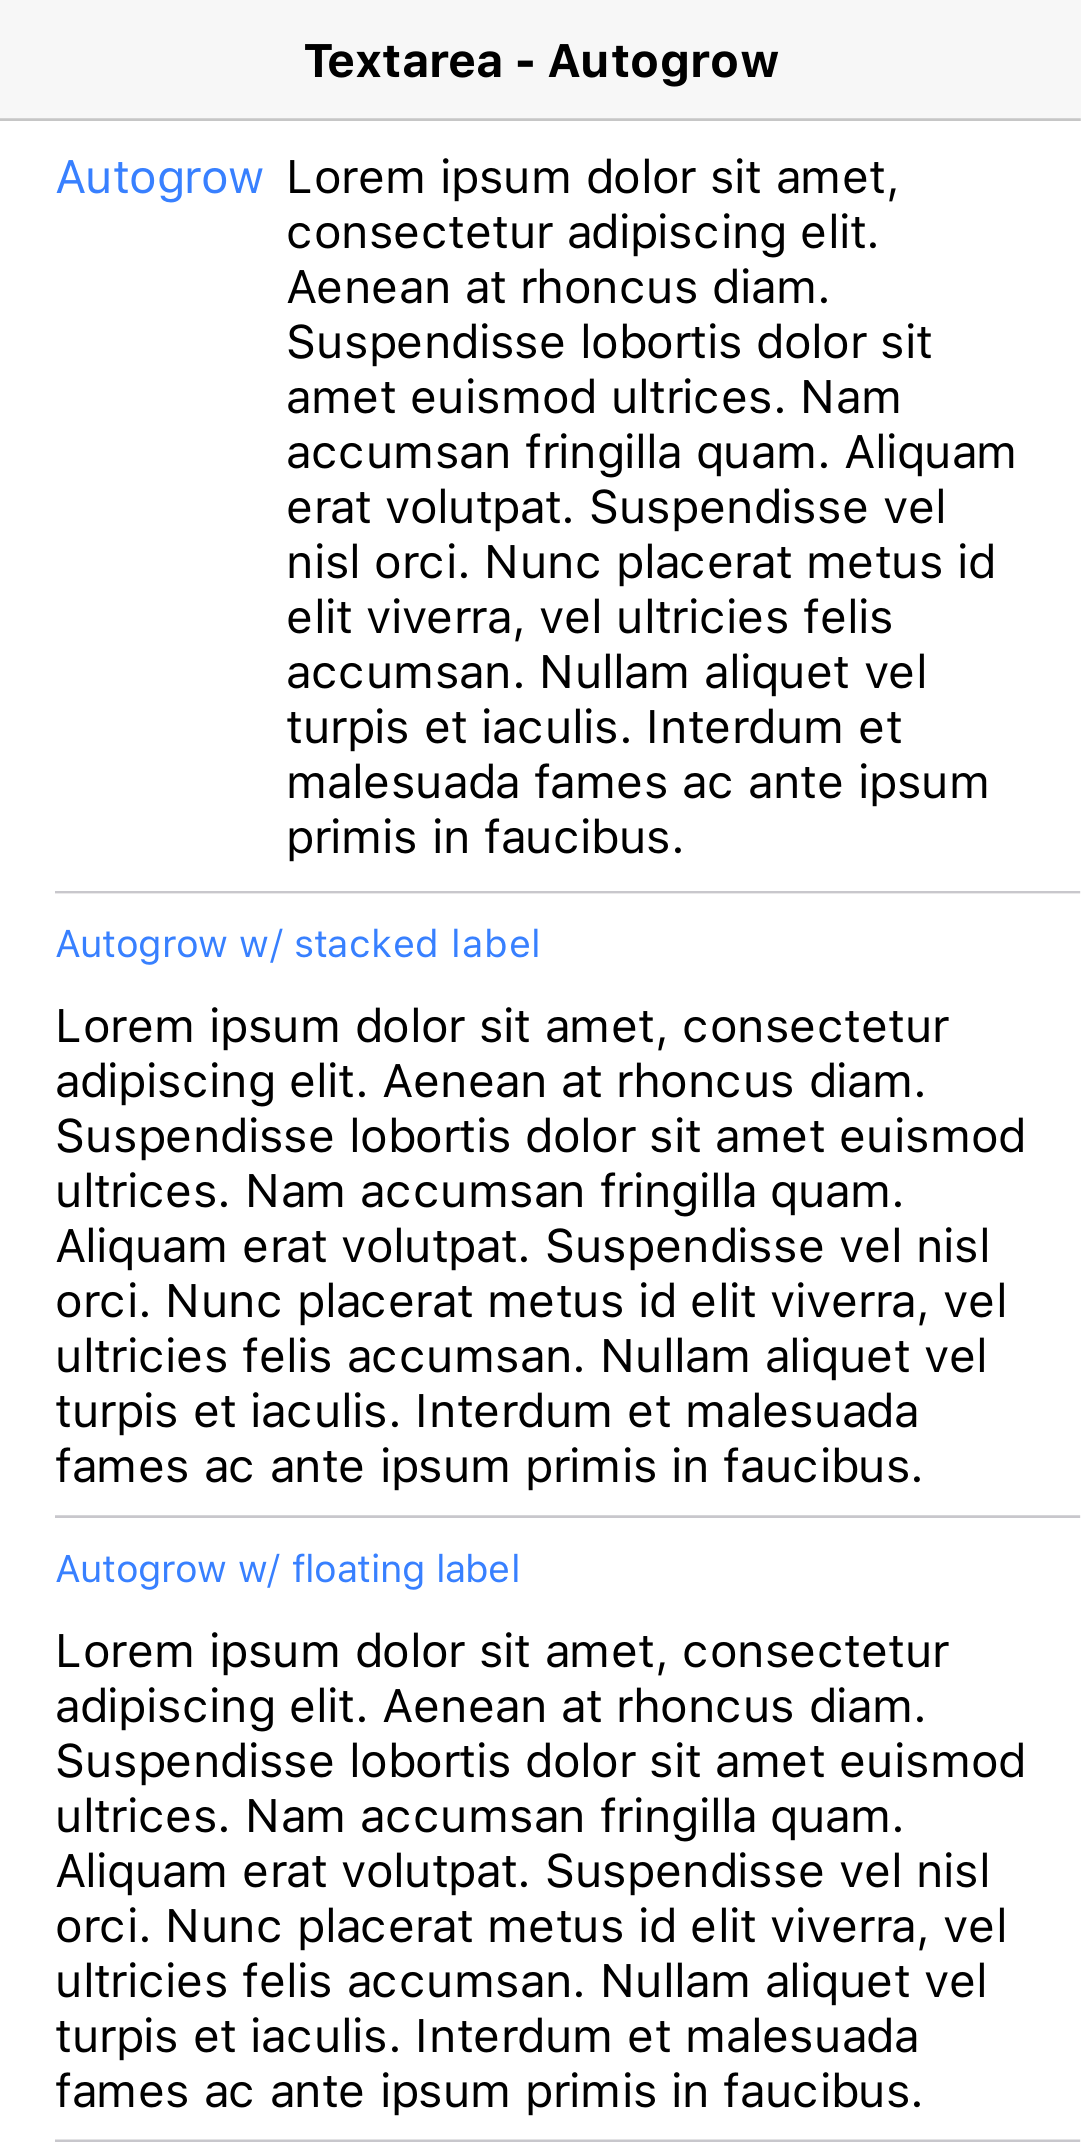 Textarea - Autogrow
Autogrow Lorem ipsum dolor sit amet,
consectetur adipiscing elit.
Aenean at rhoncus diam.
Suspendisse lobortis dolor sit
amet euismod ultrices. Nam
accumsan fringilla quam. Aliquam
erat volutpat. Suspendisse vel
nisl orci. Nunc placerat metus id
elit viverra, vel ultricies felis
accumsan. Nullam aliquet vel
turpis et iaculis. Interdum et
malesuada fames ac ante ipsum
primis in faucibus.
Autogrow w/ stacked label
Lorem ipsum dolor sit amet, consectetur
adipiscing elit. Aenean at rhoncus diam.
Suspendisse lobortis dolor sit amet euismod
ultrices. Nam accumsan fringilla quam.
Aliquam erat volutpat. Suspendisse vel nisl
orci. Nunc placerat metus id elit viverra, vel
ultricies felis accumsan. Nullam aliquet vel
turpis et iaculis. Interdum et malesuada
fames ac ante ipsum primis in faucibus.
Autogrow w/ floating label
Lorem ipsum dolor sit amet, consectetur
adipiscing elit. Aenean at rhoncus diam.
Suspendisse lobortis dolor sit amet euismod
ultrices. Nam accumsan fringilla quam.
Aliquam erat volutpat. Suspendisse vel nisl
orci. Nunc placerat metus id elit viverra, vel
ultricies felis accumsan. Nullam aliquet vel
turpis et iaculis. Interdum et malesuada
fames ac ante ipsum primis in faucibus.